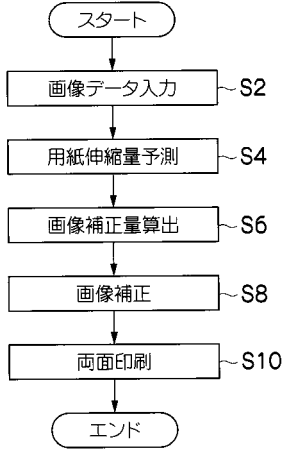 スタート
画像データ入力 S2
用紙伸縮量予測 S4
画像補正量算出 S6
画像補正 S8
両面印刷 S10
エンド